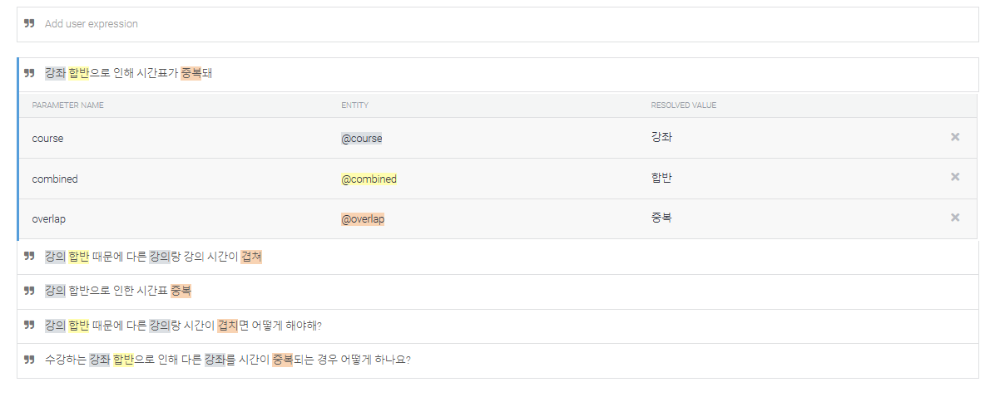 Add user expression
강좌 합반으로 인해 시간표가 중복돼
PARAMETER NAME ENTITY RESOLVED VALUE
course @course 강좌
combined @combined 합반
overlap @overlap 중복
강의 합반 때문에 다른 강의랑 강의 시간이 겹쳐
강의 합반으로 인한 시간표 중복
강의 합반 때문에 다른 강의랑 시간이 겹치면 어떻게 해야해?
수강하는 강좌 합반으로 인해 다른 강좌를 시간이 중복되는 경우 어떻게 하나요?